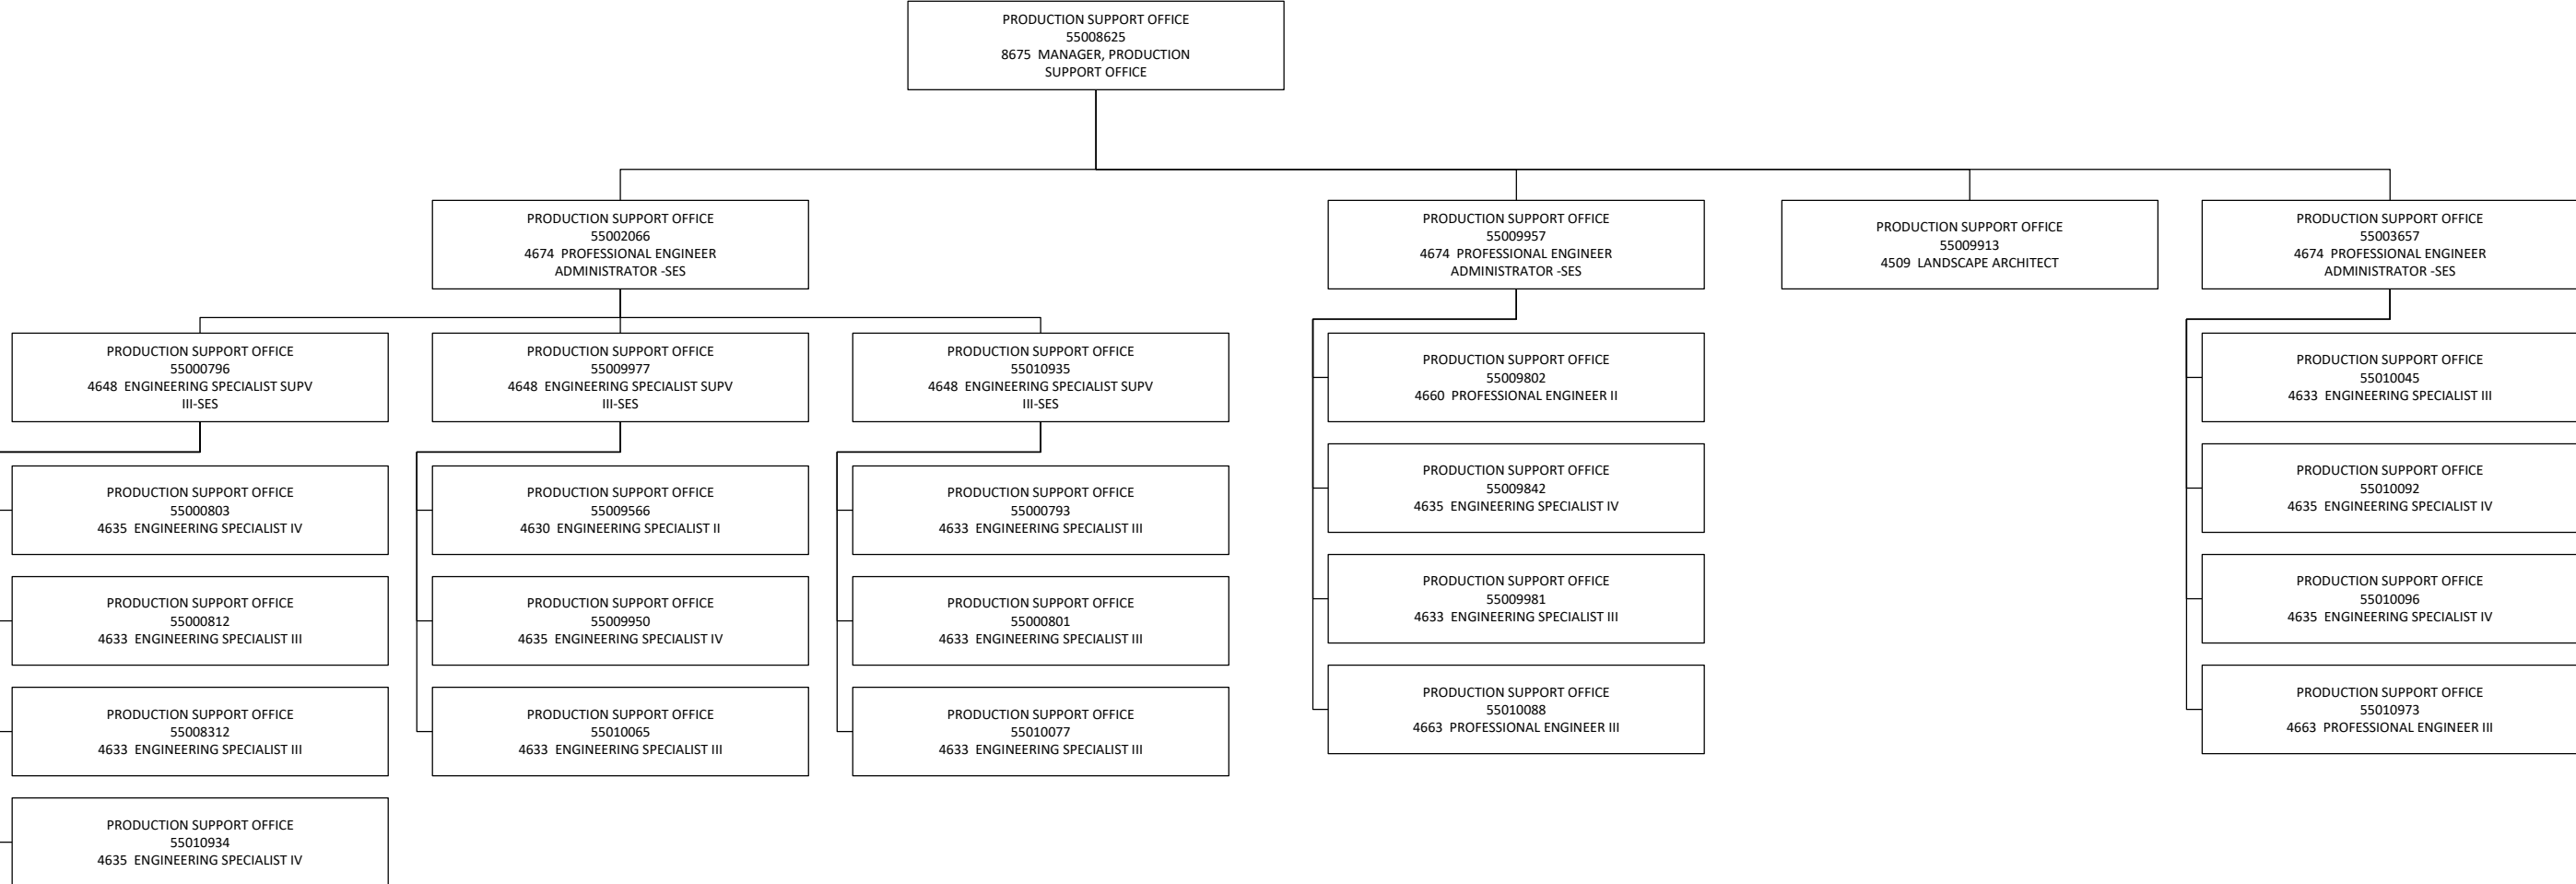 PRODUCTION SUPPORT OFFICE
55008625
8675 MANAGER, PRODUCTION
SUPPORT OFFICE
PRODUCTION SUPPORT OFFICE
55002066
4674 PROFESSIONAL ENGINEER
ADMINISTRATOR -SES
PRODUCTION SUPPORT OFFICE
55009957
4674 PROFESSIONAL ENGINEER
ADMINISTRATOR -SES
PRODUCTION SUPPORT OFFICE
55009913
4509 LANDSCAPE ARCHITECT
PRODUCTION SUPPORT OFFICE
55003657
4674 PROFESSIONAL ENGINEER
ADMINISTRATOR -SES
PRODUCTION SUPPORT OFFICE
55000796
4648 ENGINEERING SPECIALIST SUPV
III-SES
PRODUCTION SUPPORT OFFICE
55009977
4648 ENGINEERING SPECIALIST SUPV
III-SES
PRODUCTION SUPPORT OFFICE
55010935
4648 ENGINEERING SPECIALIST SUPV
III-SES
PRODUCTION SUPPORT OFFICE
55009802
4660 PROFESSIONAL ENGINEER II
PRODUCTION SUPPORT OFFICE
55010045
4633 ENGINEERING SPECIALIST III
PRODUCTION SUPPORT OFFICE
55000803
4635 ENGINEERING SPECIALIST IV
PRODUCTION SUPPORT OFFICE
55009566
4630 ENGINEERING SPECIALIST II
PRODUCTION SUPPORT OFFICE
55000793
4633 ENGINEERING SPECIALIST III
PRODUCTION SUPPORT OFFICE
55009842
4635 ENGINEERING SPECIALIST IV
PRODUCTION SUPPORT OFFICE
55010092
4635 ENGINEERING SPECIALIST IV
PRODUCTION SUPPORT OFFICE
55000812
4633 ENGINEERING SPECIALIST III
PRODUCTION SUPPORT OFFICE
55009950
4635 ENGINEERING SPECIALIST IV
PRODUCTION SUPPORT OFFICE
55000801
4633 ENGINEERING SPECIALIST III
PRODUCTION SUPPORT OFFICE
55009981
4633 ENGINEERING SPECIALIST III
PRODUCTION SUPPORT OFFICE
55010096
4635 ENGINEERING SPECIALIST IV
PRODUCTION SUPPORT OFFICE
55008312
4633 ENGINEERING SPECIALIST III
PRODUCTION SUPPORT OFFICE
55010065
4633 ENGINEERING SPECIALIST III
PRODUCTION SUPPORT OFFICE
55010077
4633 ENGINEERING SPECIALIST III
PRODUCTION SUPPORT OFFICE
55010088
4663 PROFESSIONAL ENGINEER III
PRODUCTION SUPPORT OFFICE
55010973
4663 PROFESSIONAL ENGINEER III
PRODUCTION SUPPORT OFFICE
55010934
4635 ENGINEERING SPECIALIST IV